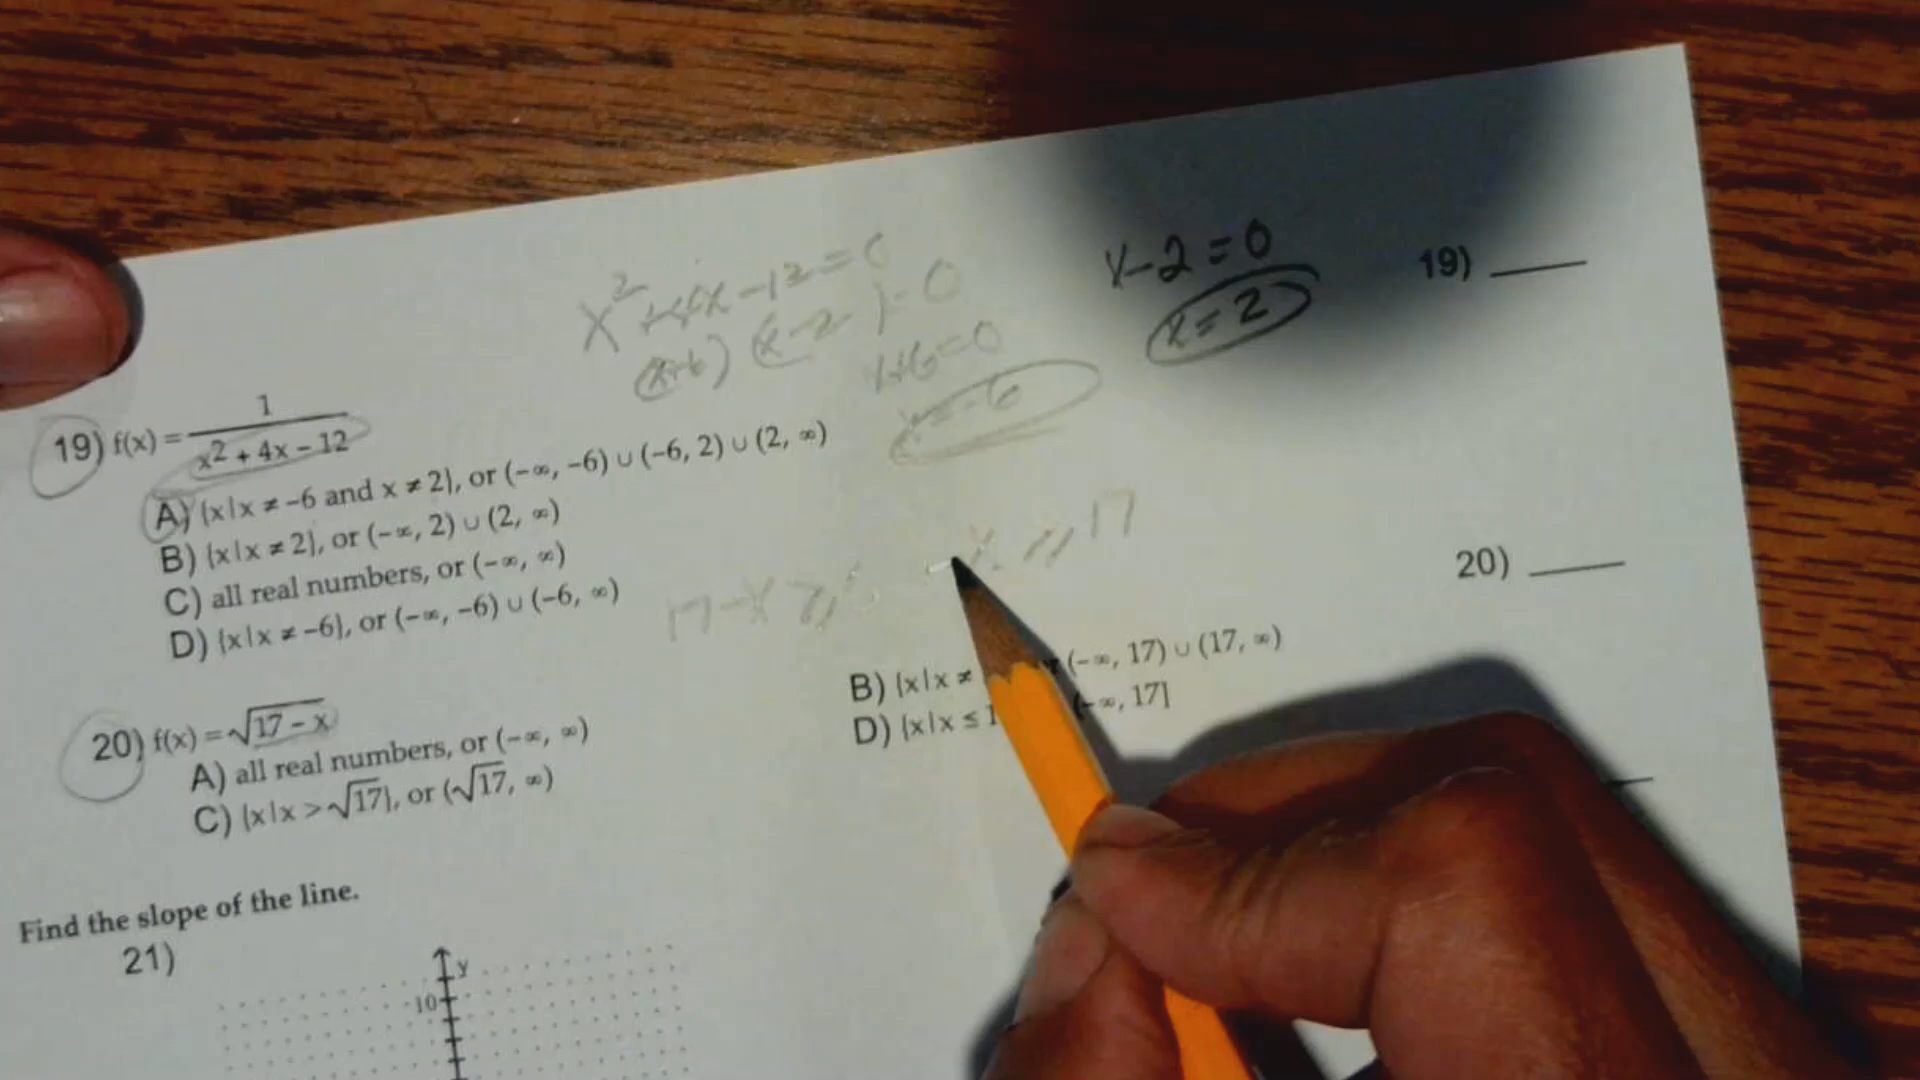 x² + 4x - 12 = 0
(x+6) (x-2) = 0
x+6=0
x=-6
x-2=0
x=2
19) ____
19) f(x) = 1/(x² + 4x - 12)
A) {x|x ≠ -6 and x ≠ 2}, or (-∞, -6) ∪ (-6, 2) ∪ (2, ∞)
B) {x|x ≠ 2}, or (-∞, 2) ∪ (2, ∞)
C) all real numbers, or (-∞, ∞)
D) {x|x ≠ -6}, or (-∞, -6) ∪ (-6, ∞)
17-x ≥
17
20) ____
20) f(x) = √(17 - x)
A) all real numbers, or (-∞, ∞)
B) {x|x ≠ (-∞, 17) ∪ (17, ∞)
C) {x|x > √17}, or (√17, ∞)
D) {x|x ≤ 1 -∞, 17]
Find the slope of the line.
21)
y
10